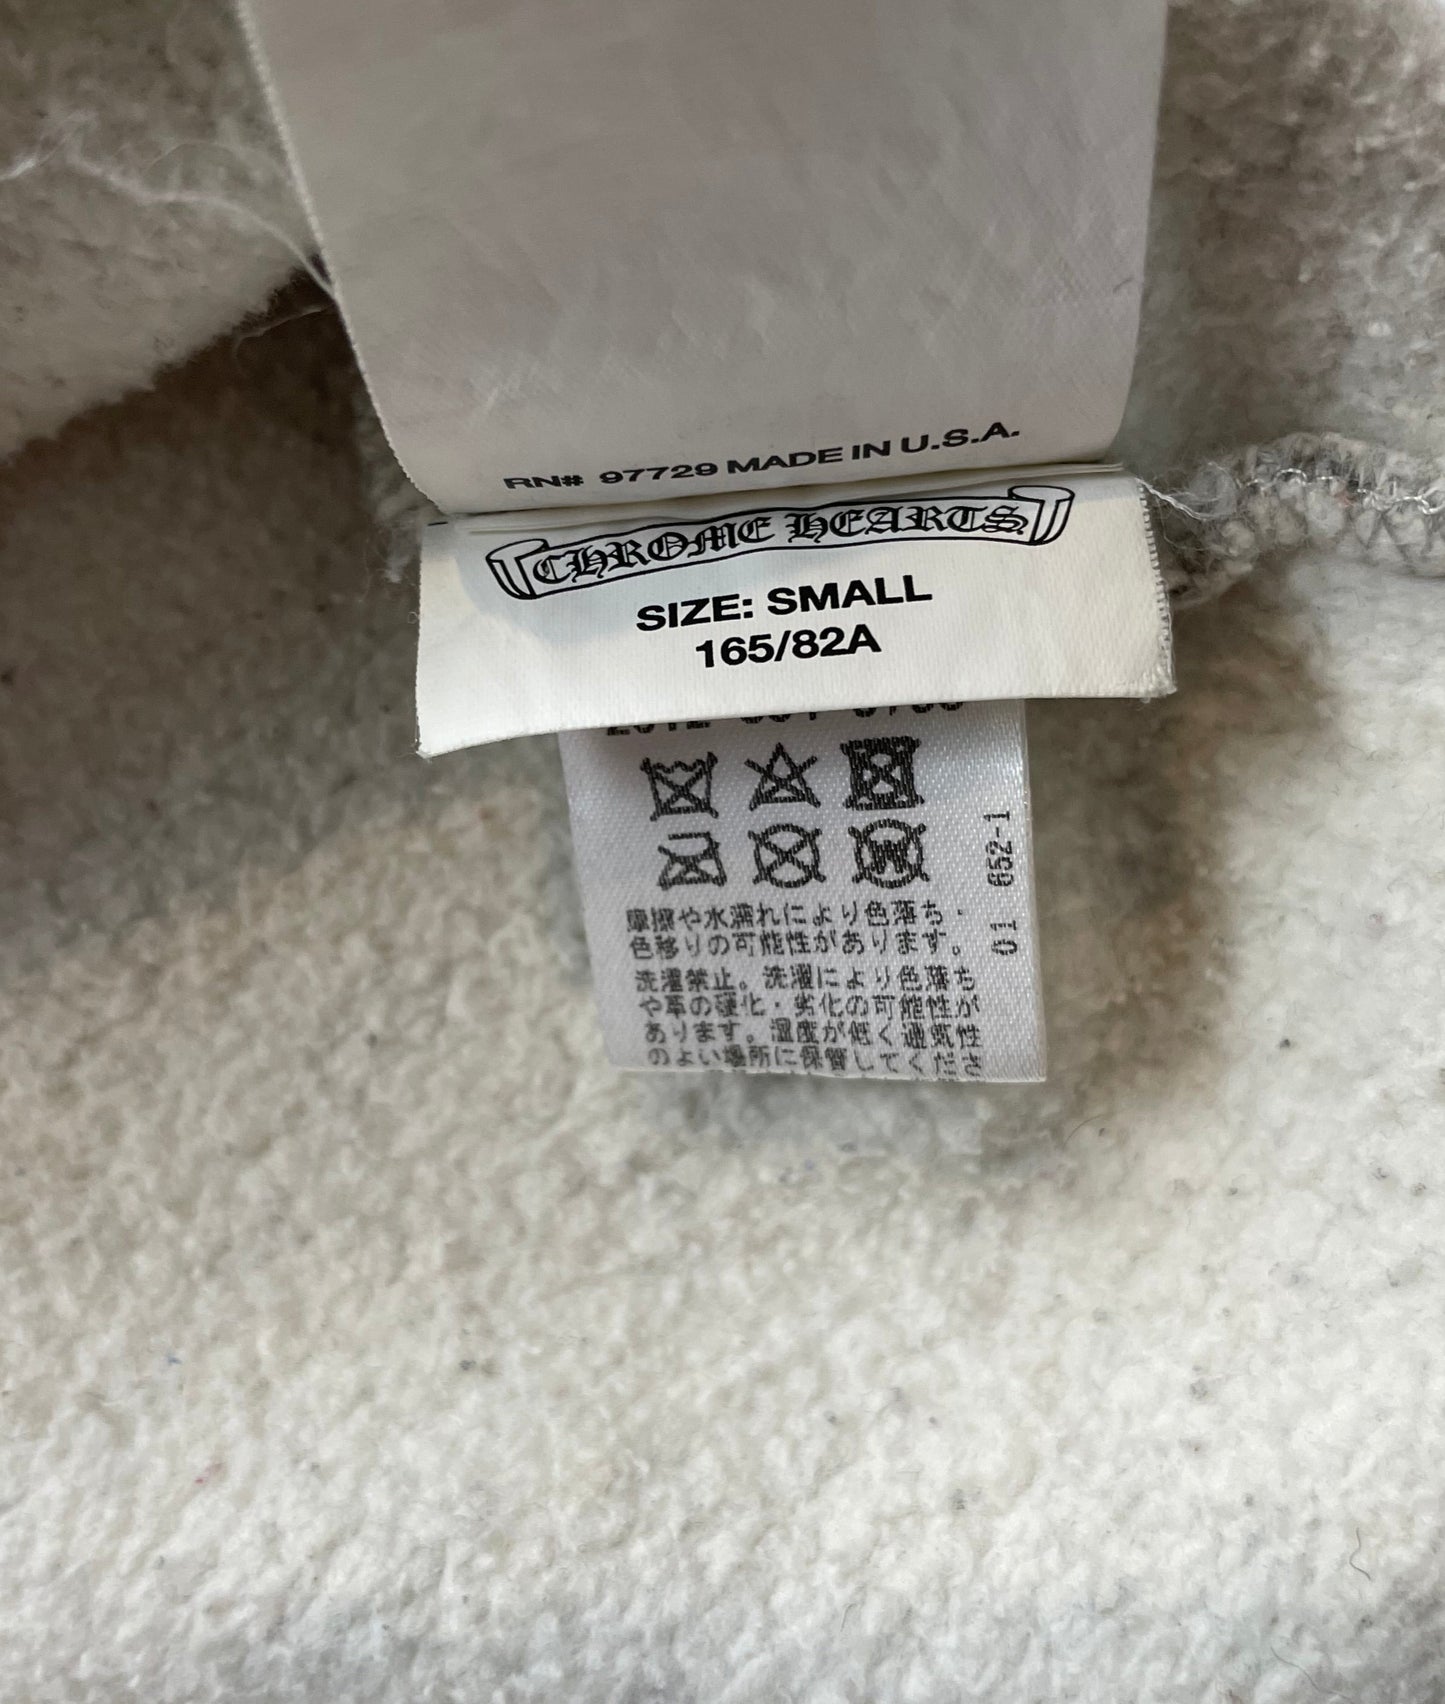 RN# 97729 MADE IN U.S.A.
CHROME HEARTS
SIZE: SMALL
165/82A
摩擦や水濡れにより色落ち・
色移りの可能性があります。
洗濯禁止。洗濯により色落ち
や革の硬化・劣化の可能性が
あります。湿度が低く通気性
のよい場所に保管してくださ
01 652-1